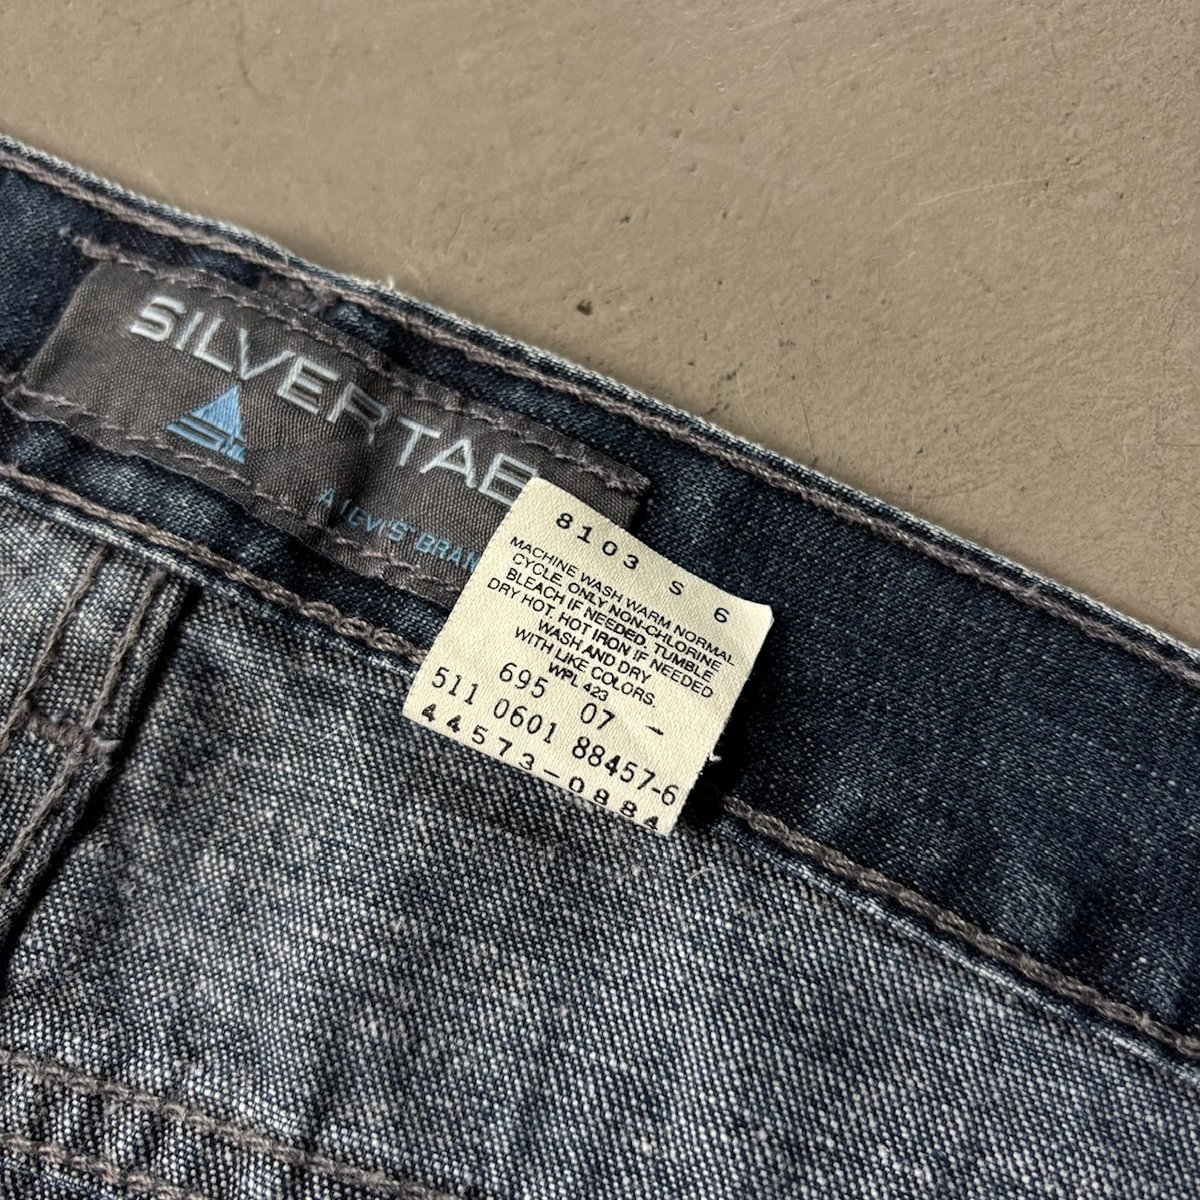 SILVERTAB
A Levi's® BRAN
8103 S 6
MACHINE WASH WARM NORMAL
CYCLE. ONLY NON-CHLORINE
BLEACH IF NEEDED. TUMBLE
DRY HOT. HOT IRON IF NEEDED
WASH AND DRY
WITH LIKE COLORS.
WPL 423
695 07
511 0601 88457-6
44573-0884